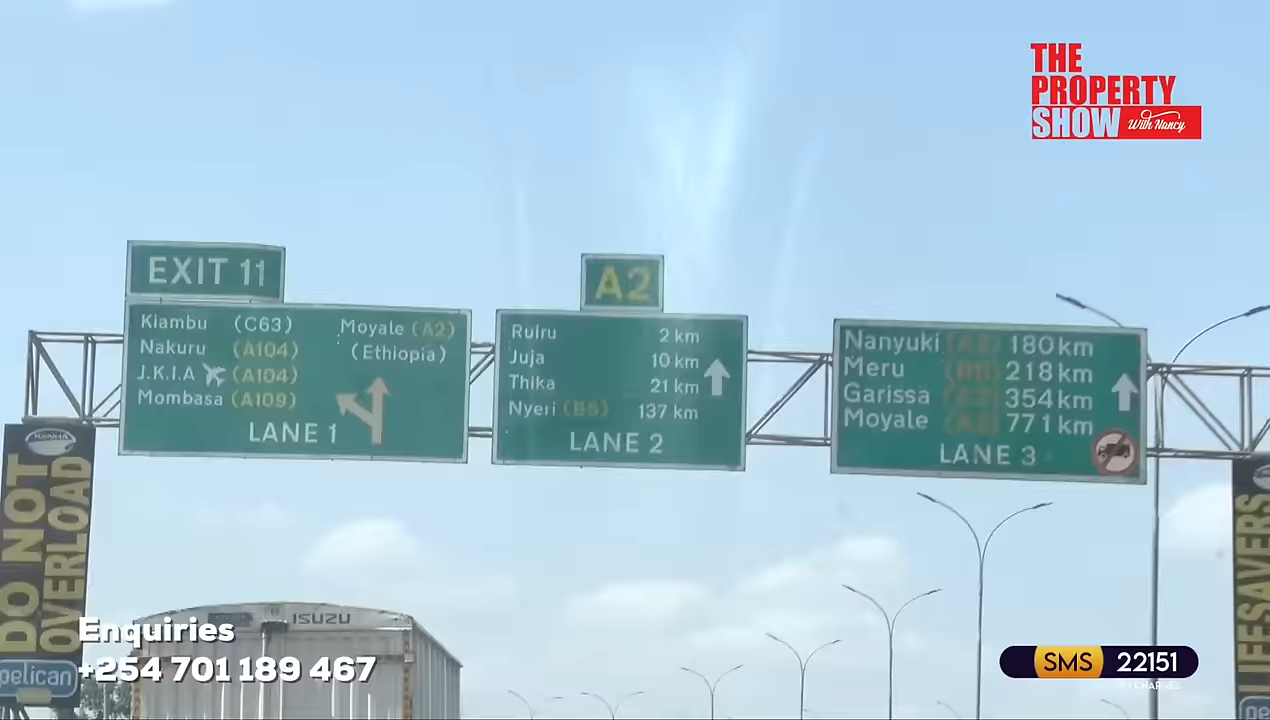 THE
PROPERTY
SHOW With Nancy
EXIT 11
Kiambu (C63) Moyale (A2)
Nakuru (A104) (Ethiopia)
J.K.I.A (A104)
Mombasa (A109)
LANE 1
A2
Ruiru 2 km
Juja 10 km
Thika 21 km
Nyeri (B5) 137 km
LANE 2
Nanyuki 180 km
Meru 218 km
Garissa 354 km
Moyale 771 km
LANE 3
KeNHA
DO NOT
OVERLOAD
pelican
ISUZU
LIFESAVERS
Enquiries
+254 701 189 467
SMS 22151